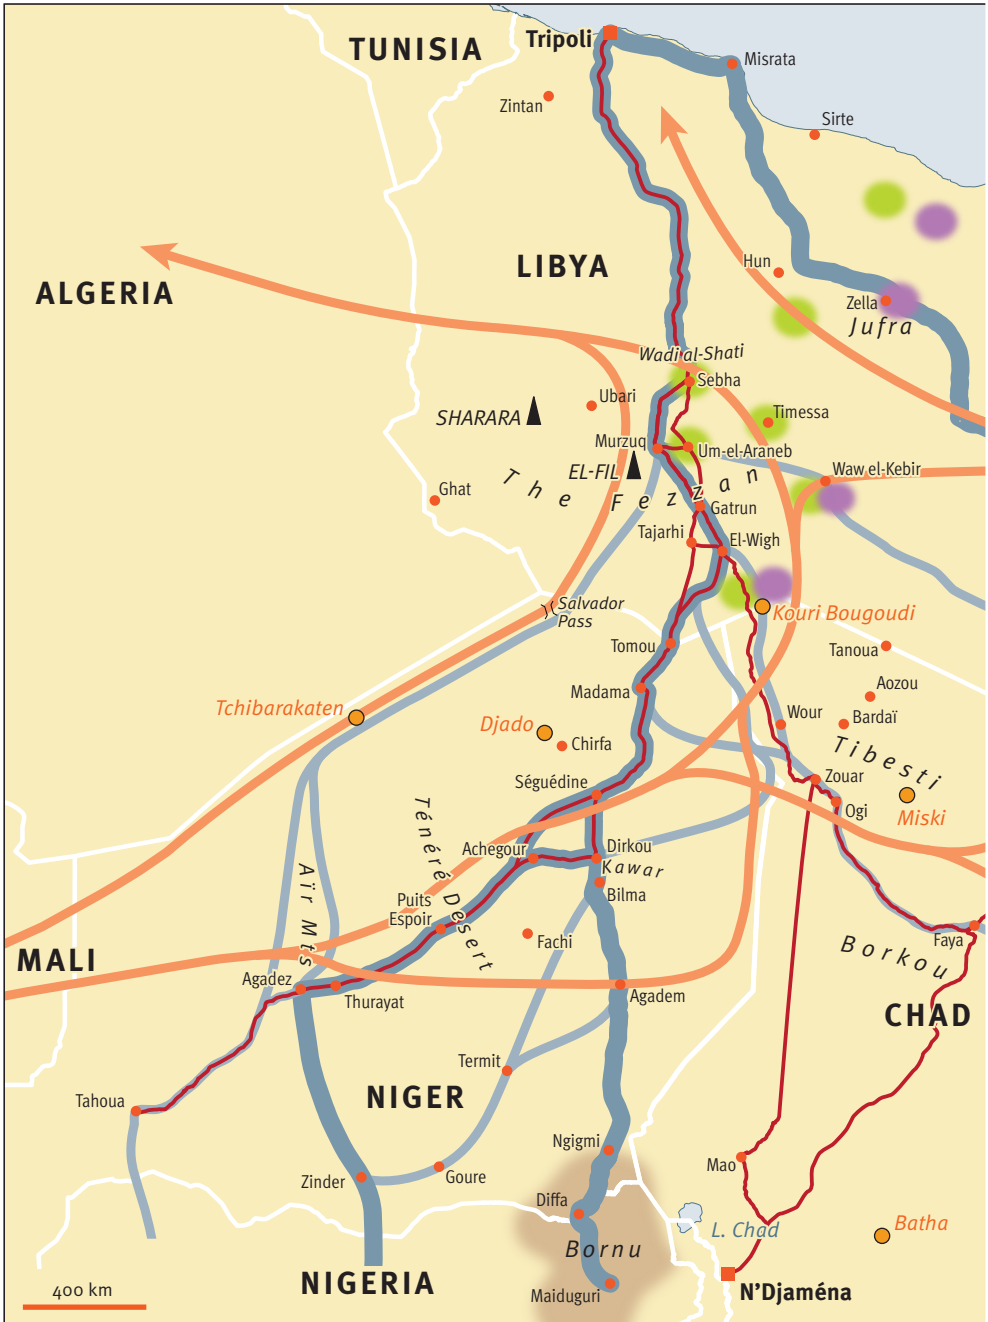 TUNISIA
Tripoli
Misrata
Zintan
Sirte
LIBYA
Hun
ALGERIA
Zella
Jufra
Wadi al-Shati
Sebha
Ubari
SHARARA
Timessa
Murzuq
Um-el-Araneb
EL-FIL
Waw el-Kebir
The Fezzan
Ghat
Gatrun
Tajarhi
El-Wigh
Salvador
Pass
Kouri Bougoudi
Tomou
Tanoua
Madama
Aozou
Tchibarakaten
Djado
Wour
Bardaï
Chirfa
Tibesti
Séguédine
Zouar
Ogi
Miski
Ténéré Desert
Achegour
Dirkou
Kawar
Aïr Mts
Bilma
Puits
Espoir
Fachi
Faya
Borkou
MALI
Agadez
Thurayat
Agadem
CHAD
Termit
NIGER
Tahoua
Ngigmi
Mao
Zinder
Goure
Diffa
L. Chad
Batha
Bornu
NIGERIA
Maiduguri
N'Djaména
400 km